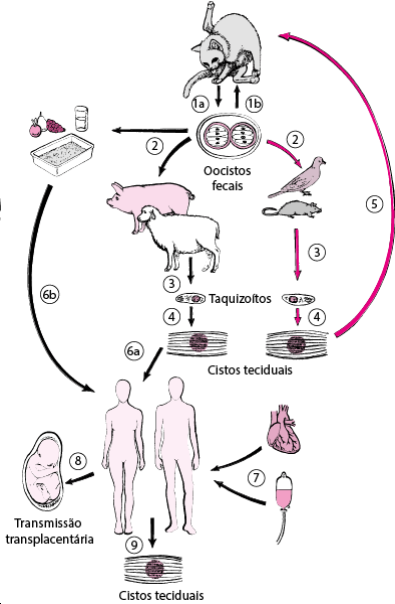 1a
1b
2
2
Oocistos
fecais
5
3
3
6b
Taquizoítos
4
4
6a
Cistos teciduais
8
7
Transmissão
transplacentária
9
Cistos teciduais